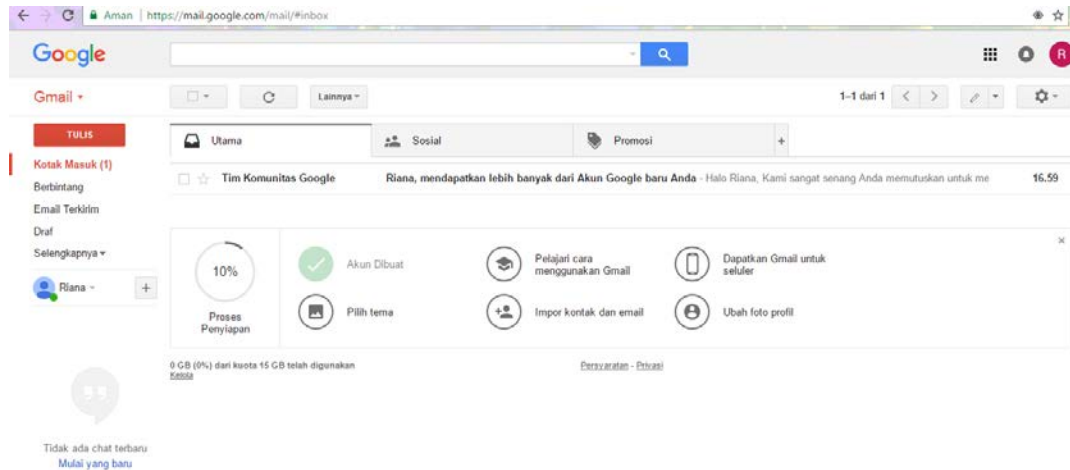 Aman | https://mail.google.com/mail/#inbox
Google
R
Gmail
Lainnya
1–1 dari 1
TULIS
Utama
Sosial
Promosi
+
Kotak Masuk (1)
Berbintang
Email Terkirim
Draf
Selengkapnya
Tim Komunitas Google Riana, mendapatkan lebih banyak dari Akun Google baru Anda - Halo Riana, Kami sangat senang Anda memutuskan untuk me 16.59
Riana
+
10%
Proses
Penyiapan
Akun Dibuat
Pelajari cara
menggunakan Gmail
Dapatkan Gmail untuk
seluler
Pilih tema
Impor kontak dan email
Ubah foto profil
0 GB (0%) dari kuota 15 GB telah digunakan
Kelola
Persyaratan - Privasi
Tidak ada chat terbaru
Mulai yang baru